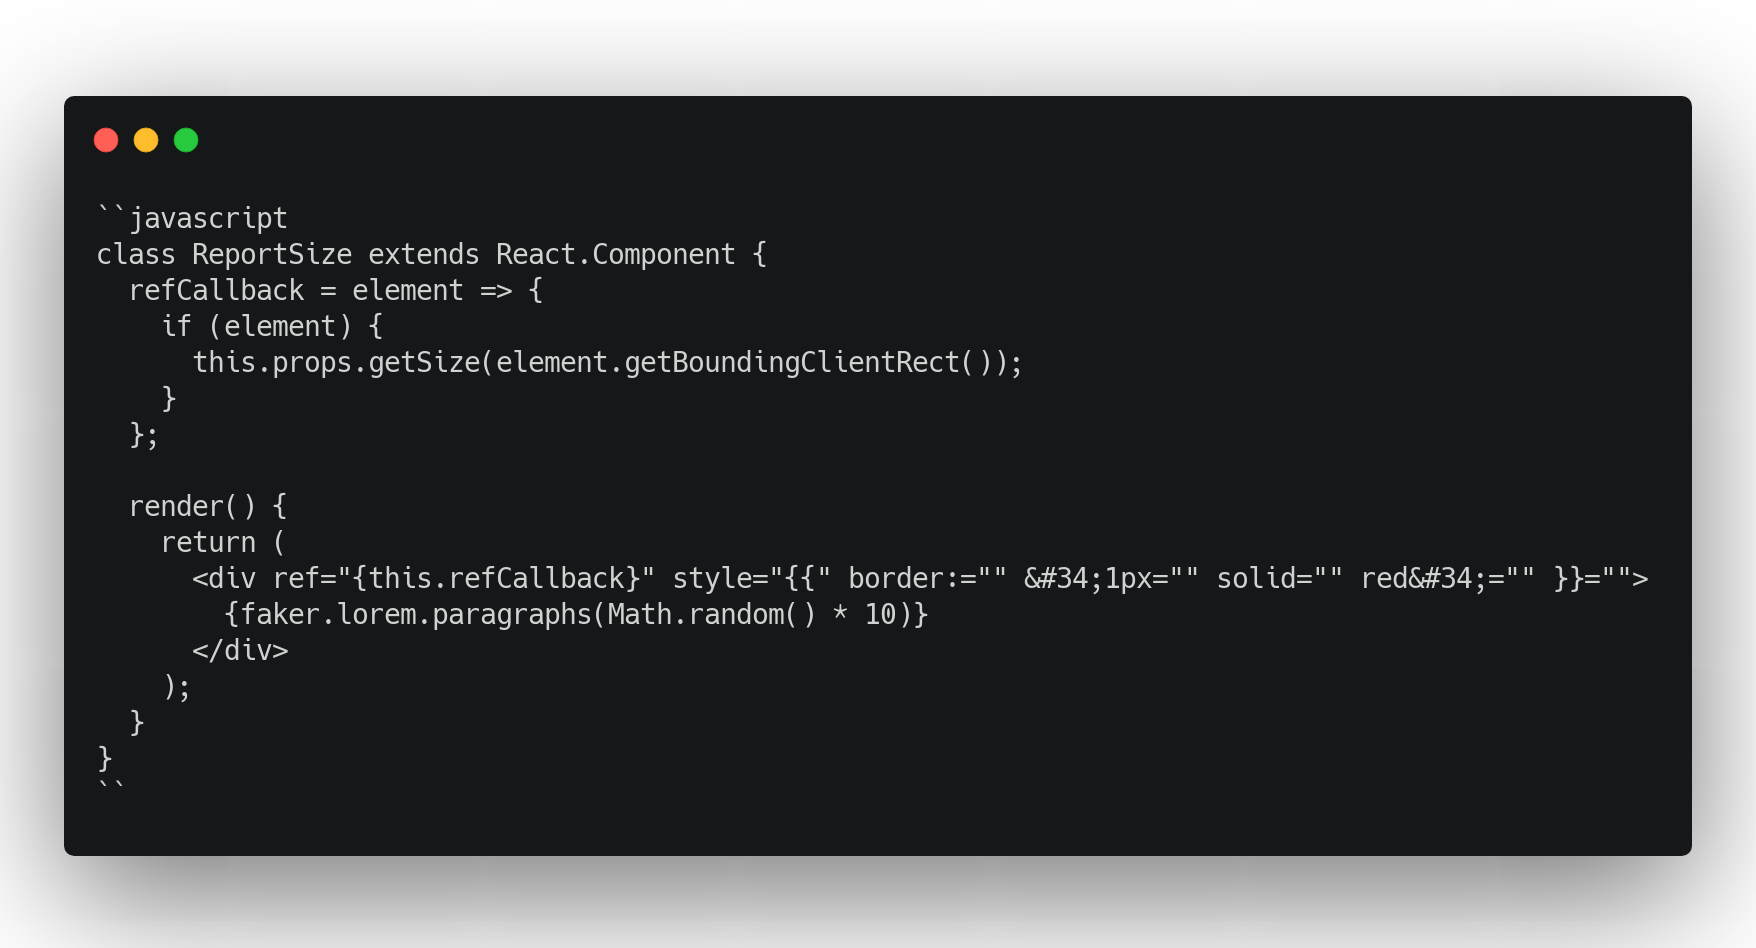 ``javascript
class ReportSize extends React.Component {
  refCallback = element => {
    if (element) {
      this.props.getSize(element.getBoundingClientRect());
    }
  };

  render() {
    return (
      <div ref="{this.refCallback}" style="{{" border:="" &#34;1px="" solid="" red&#34;="" }}="">
        {faker.lorem.paragraphs(Math.random() * 10)}
      </div>
    );
  }
}
``